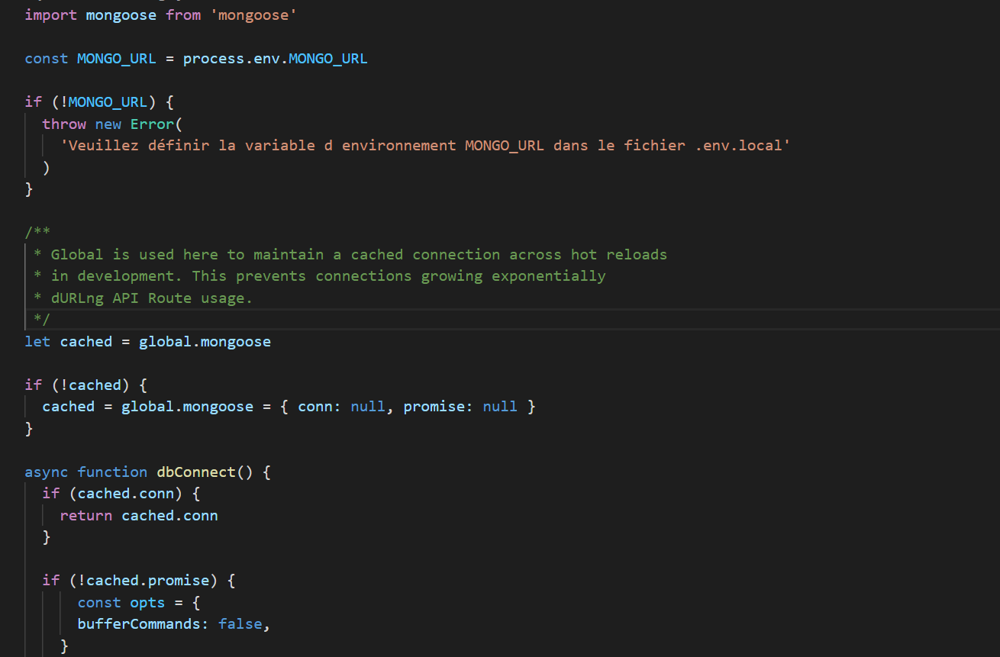 import mongoose from 'mongoose'
const MONGO_URL = process.env.MONGO_URL
if (!MONGO_URL) {
throw new Error(
'Veuillez définir la variable d environnement MONGO_URL dans le fichier .env.local'
)
}
/**
* Global is used here to maintain a cached connection across hot reloads
* in development. This prevents connections growing exponentially
* dURLng API Route usage.
*/
let cached = global.mongoose
if (!cached) {
cached = global.mongoose = { conn: null, promise: null }
}
async function dbConnect() {
if (cached.conn) {
return cached.conn
}
if (!cached.promise) {
const opts = {
bufferCommands: false,
}